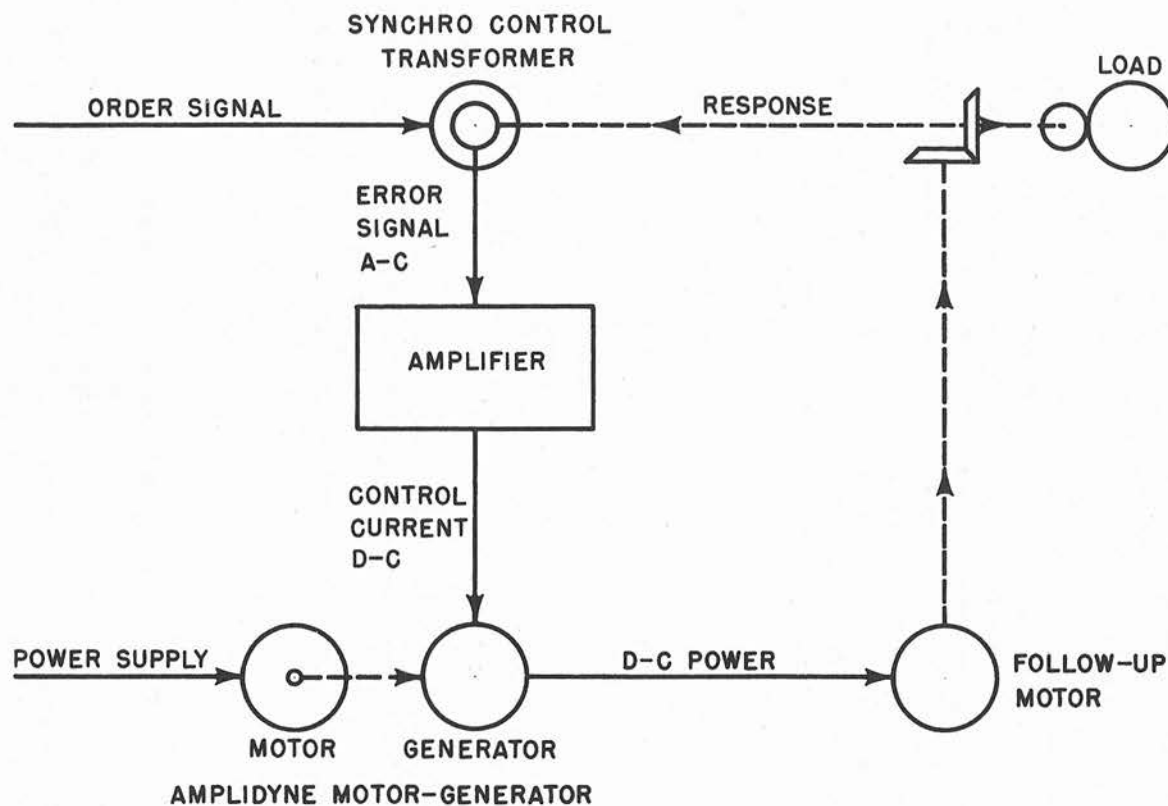 SYNCHRO CONTROL
TRANSFORMER
LOAD
ORDER SIGNAL
RESPONSE
ERROR
SIGNAL
A-C
AMPLIFIER
CONTROL
CURRENT
D-C
POWER SUPPLY
D-C POWER
FOLLOW-UP
MOTOR
MOTOR
GENERATOR
AMPLIDYNE MOTOR-GENERATOR